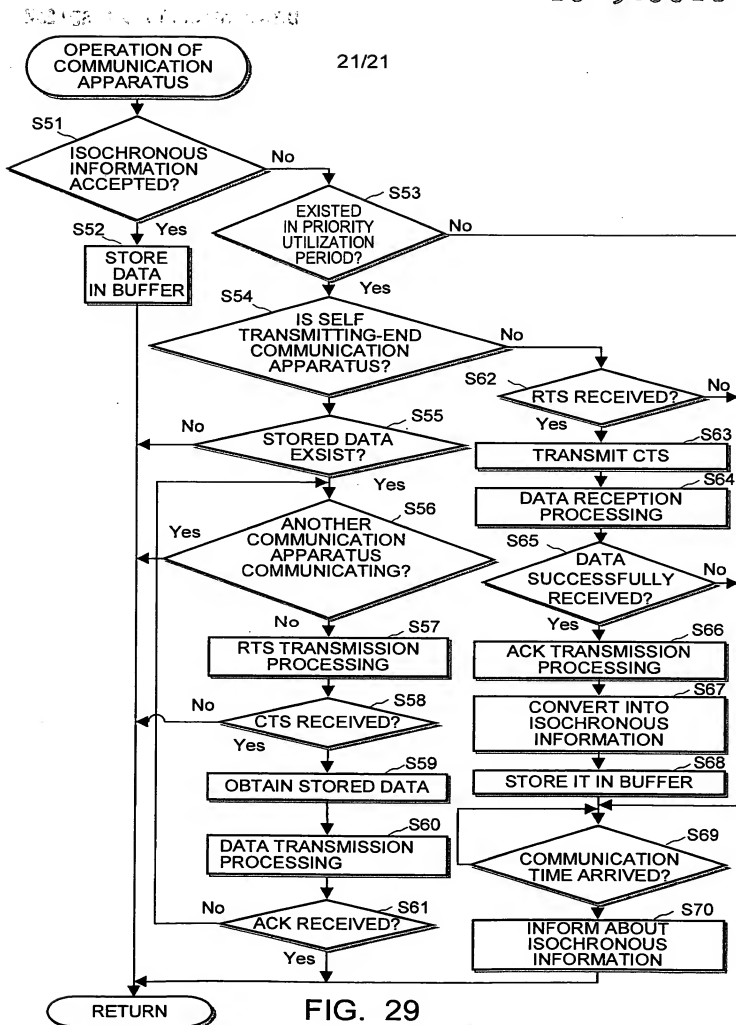 21/21
OPERATION OF
COMMUNICATION
APPARATUS
S51
ISOCHRONOUS
INFORMATION
ACCEPTED?
No
Yes
S52
STORE
DATA
IN BUFFER
S53
EXISTED
IN PRIORITY
UTILIZATION
PERIOD?
No
Yes
S54
IS SELF
TRANSMITTING-END
COMMUNICATION
APPARATUS?
No
S55
No
STORED DATA
EXSIST?
Yes
S56
Yes
ANOTHER
COMMUNICATION
APPARATUS
COMMUNICATING?
No
S57
RTS TRANSMISSION
PROCESSING
S58
No
CTS RECEIVED?
Yes
S59
OBTAIN STORED DATA
S60
DATA TRANSMISSION
PROCESSING
S61
No
ACK RECEIVED?
Yes
S62
RTS RECEIVED?
No
Yes
S63
TRANSMIT CTS
S64
DATA RECEPTION
PROCESSING
S65
DATA
SUCCESSFULLY
RECEIVED?
No
Yes
S66
ACK TRANSMISSION
PROCESSING
S67
CONVERT INTO
ISOCHRONOUS
INFORMATION
S68
STORE IT IN BUFFER
S69
COMMUNICATION
TIME ARRIVED?
S70
INFORM ABOUT
ISOCHRONOUS
INFORMATION
RETURN
FIG. 29